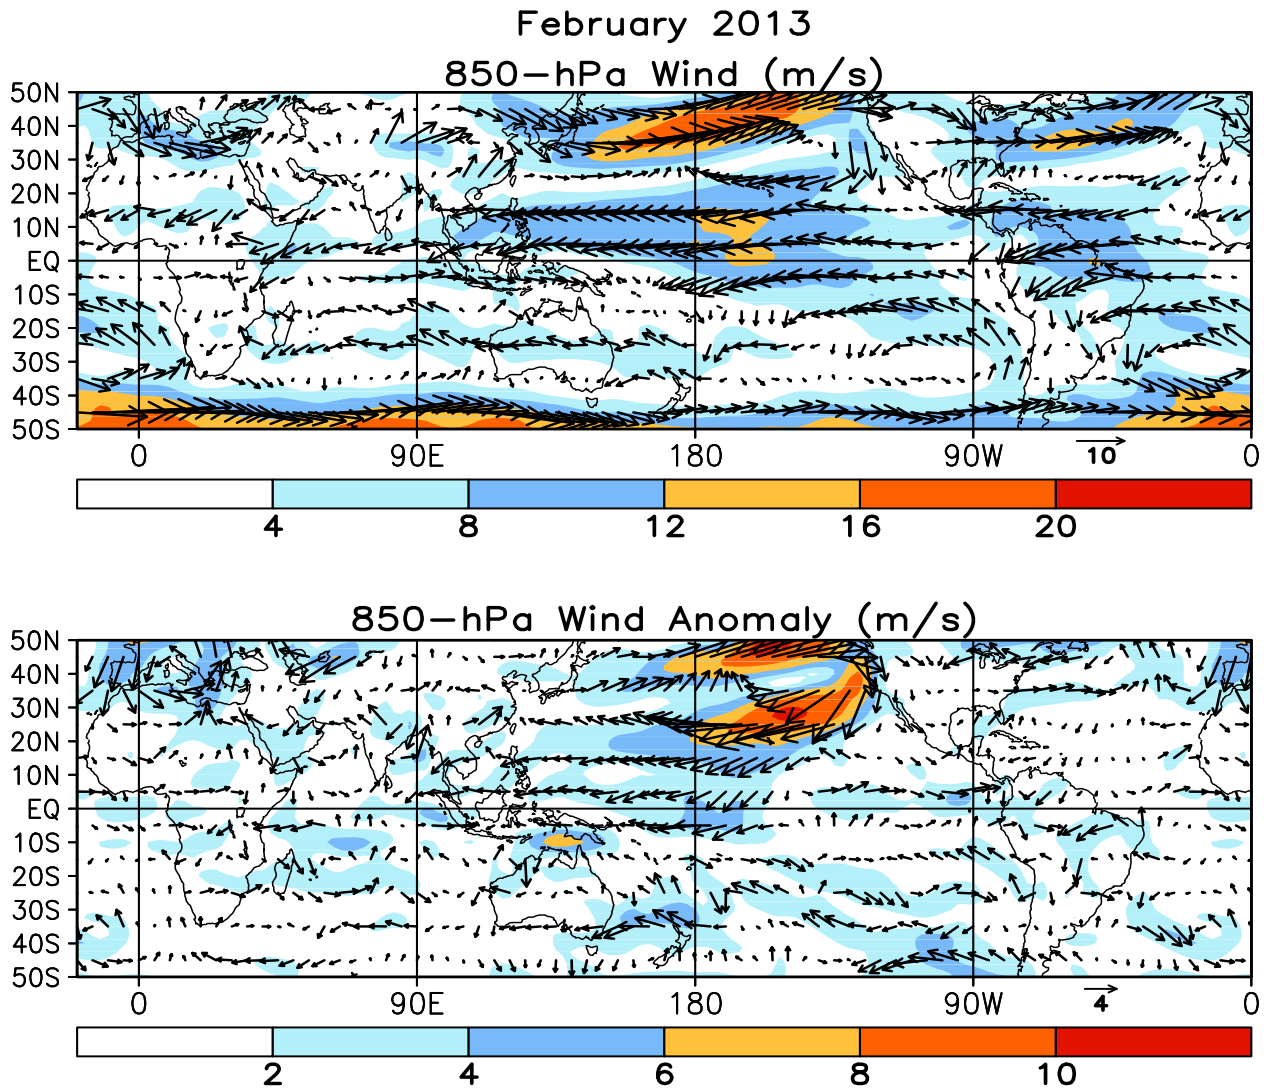 February 2013
850-hPa Wind (m/s)
50N
40N
30N
20N
10N
EQ
10S
20S
30S
40S
50S
0 90E 180 90W 0
10
4 8 12 16 20
850-hPa Wind Anomaly (m/s)
50N
40N
30N
20N
10N
EQ
10S
20S
30S
40S
50S
0 90E 180 90W 0
4
2 4 6 8 10